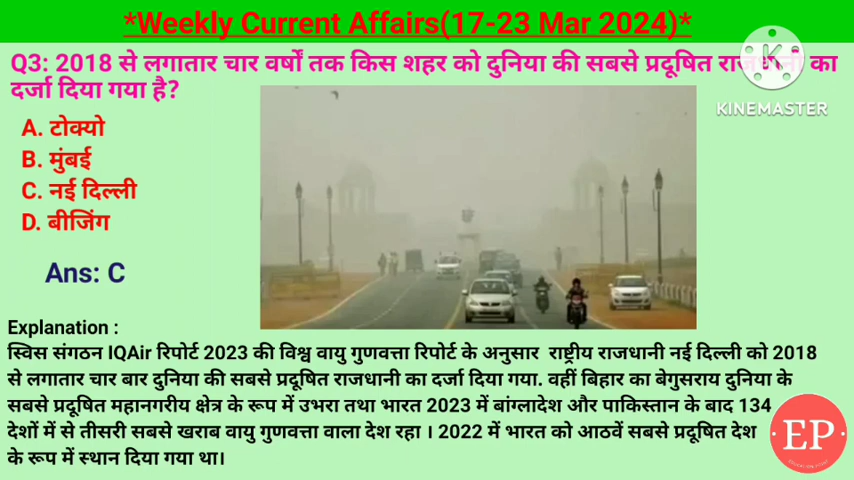 *Weekly Current Affairs(17-23 Mar 2024)*
Q3: 2018 से लगातार चार वर्षों तक किस शहर को दुनिया की सबसे प्रदूषित राजधानी का
दर्जा दिया गया है?
KINEMASTER
A. टोक्यो
B. मुंबई
C. नई दिल्ली
D. बीजिंग
Ans: C
Explanation :
स्विस संगठन IQAir रिपोर्ट 2023 की विश्व वायु गुणवत्ता रिपोर्ट के अनुसार राष्ट्रीय राजधानी नई दिल्ली को 2018
से लगातार चार बार दुनिया की सबसे प्रदूषित राजधानी का दर्जा दिया गया. वहीं बिहार का बेगुसराय दुनिया के
सबसे प्रदूषित महानगरीय क्षेत्र के रूप में उभरा तथा भारत 2023 में बांग्लादेश और पाकिस्तान के बाद 134
देशों में से तीसरी सबसे खराब वायु गुणवत्ता वाला देश रहा । 2022 में भारत को आठवें सबसे प्रदूषित देश
के रूप में स्थान दिया गया था।
EP